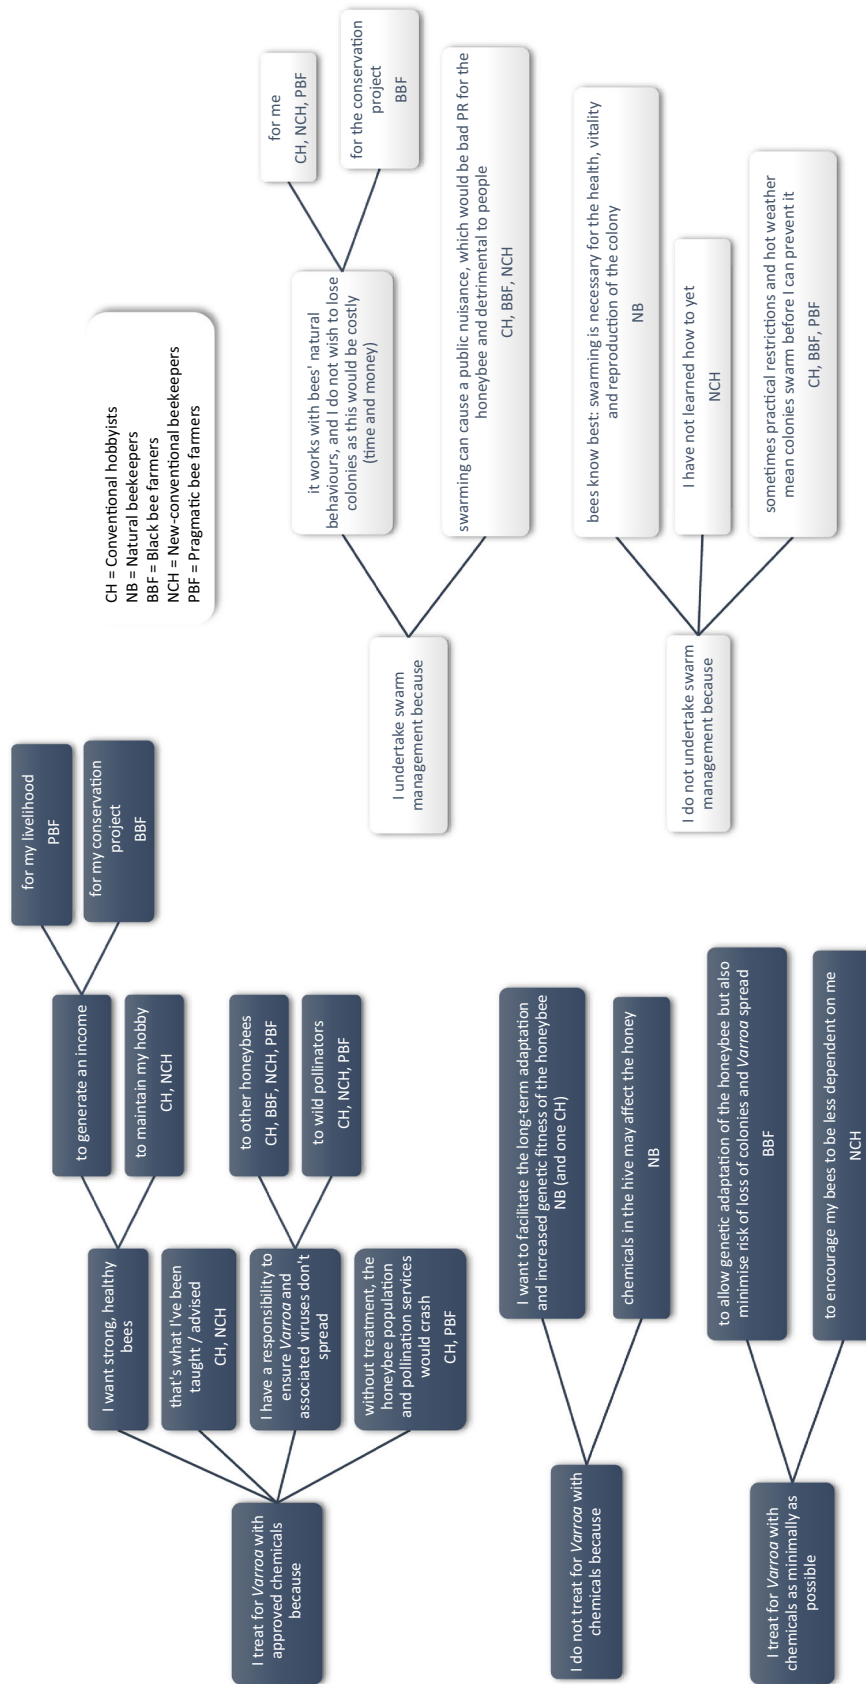 I treat for Varroa with
approved chemicals
because
I want strong, healthy
bees
to generate an income
for my livelihood
PBF
for my conservation
project
BBF
to maintain my hobby
CH, NCH
that's what I've been
taught / advised
CH, NCH
I have a responsibility to
ensure Varroa and
associated viruses don't
spread
to other honeybees
CH, BBF, NCH, PBF
to wild pollinators
CH, NCH, PBF
without treatment, the
honeybee population
and pollination services
would crash
CH, PBF
I do not treat for Varroa with
chemicals because
I want to facilitate the long-term adaptation
and increased genetic fitness of the honeybee
NB (and one CH)
chemicals in the hive may affect the honey
NB
I treat for Varroa with
chemicals as minimally as
possible
to allow genetic adaptation of the honeybee but also
minimise risk of loss of colonies and Varroa spread
BBF
to encourage my bees to be less dependent on me
NCH
CH = Conventional hobbyists
NB = Natural beekeepers
BBF = Black bee farmers
NCH = New-conventional beekeepers
PBF = Pragmatic bee farmers
I undertake swarm
management because
it works with bees' natural
behaviours, and I do not wish to lose
colonies as this would be costly
(time and money)
for me
CH, NCH, PBF
for the conservation
project
BBF
swarming can cause a public nuisance, which would be bad PR for the
honeybee and detrimental to people
CH, BBF, NCH
I do not undertake swarm
management because
bees know best: swarming is necessary for the health, vitality
and reproduction of the colony
NB
I have not learned how to yet
NCH
sometimes practical restrictions and hot weather
mean colonies swarm before I can prevent it
CH, BBF, PBF